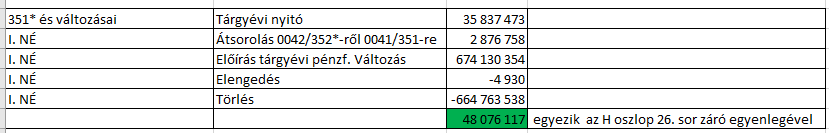 351* és változásai Tárgyévi nyitó 35 837 473
I. NÉ Átsorolás 0042/352*-ről 0041/351-re 2 876 758
I. NÉ Előírás tárgyévi pénzf. Változás 674 130 354
I. NÉ Elengedés -4 930
I. NÉ Törlés -664 763 538
48 076 117 egyezik az H oszlop 26. sor záró egyenlegével